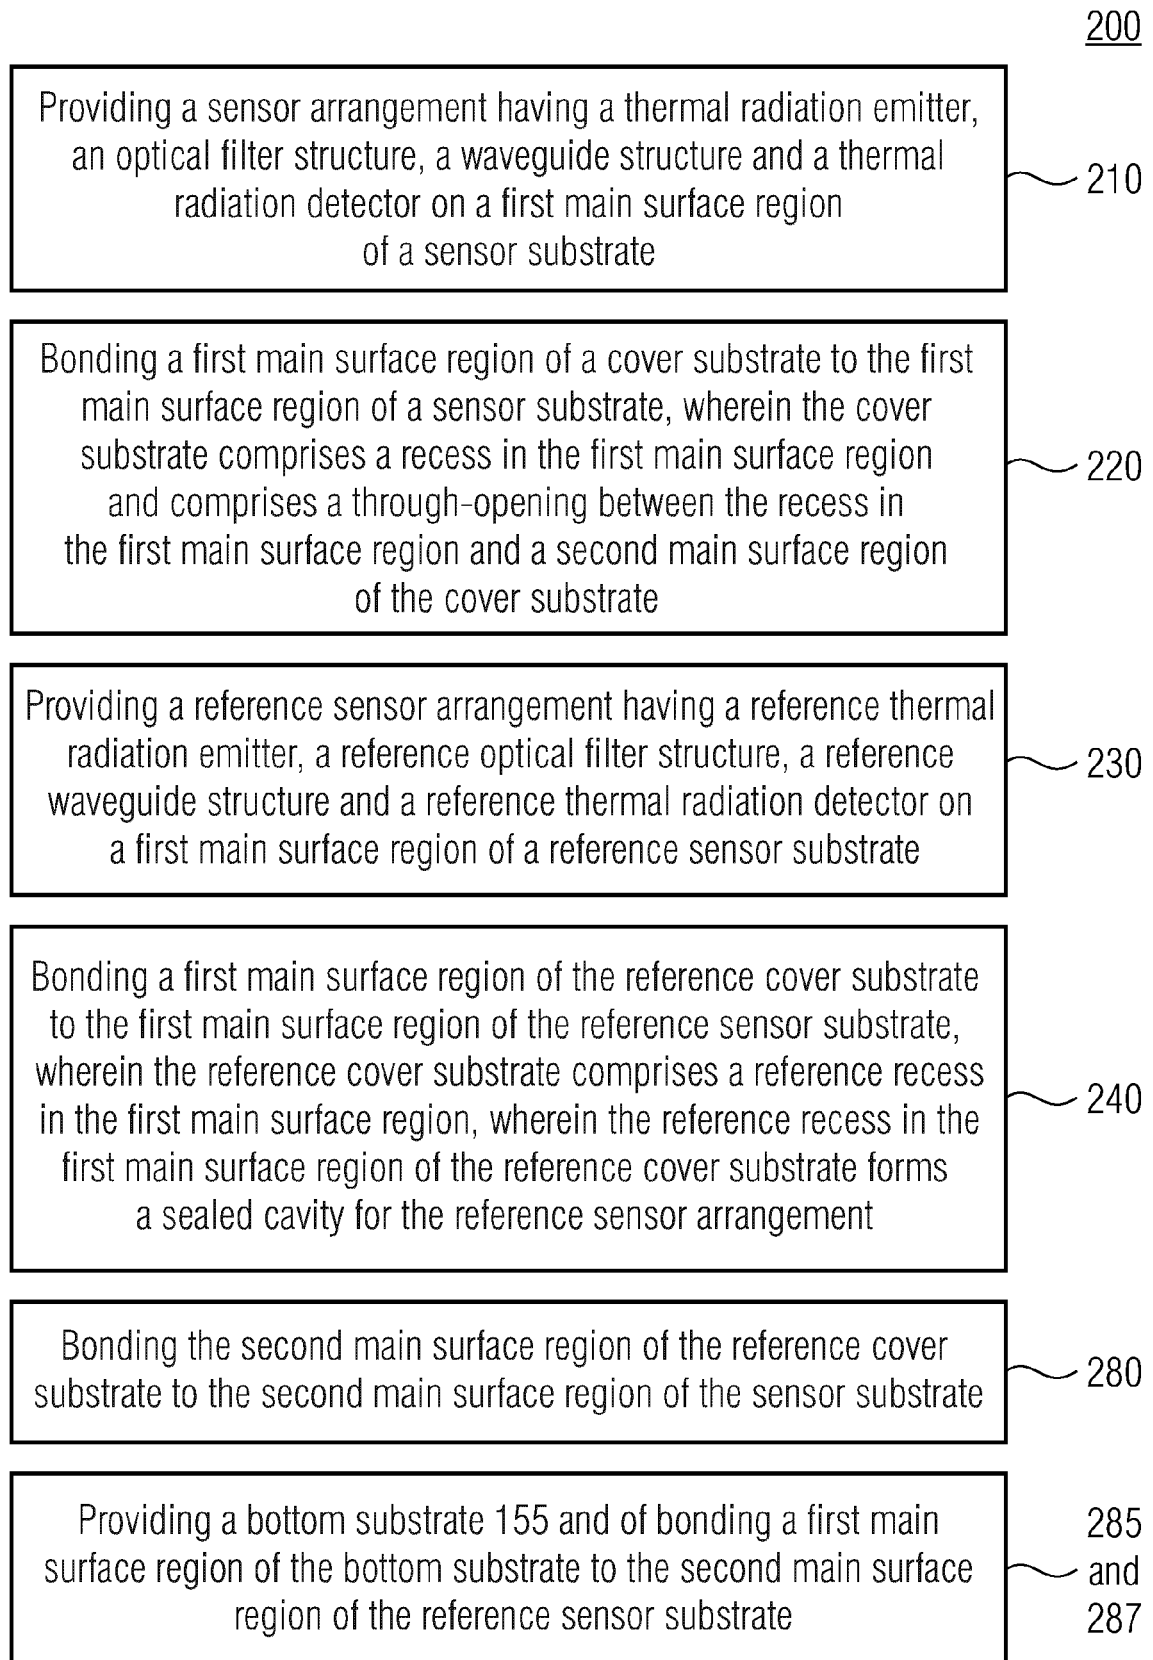 200
Providing a sensor arrangement having a thermal radiation emitter,
an optical filter structure, a waveguide structure and a thermal
radiation detector on a first main surface region
of a sensor substrate
210
Bonding a first main surface region of a cover substrate to the first
main surface region of a sensor substrate, wherein the cover
substrate comprises a recess in the first main surface region
and comprises a through-opening between the recess in
the first main surface region and a second main surface region
of the cover substrate
220
Providing a reference sensor arrangement having a reference thermal
radiation emitter, a reference optical filter structure, a reference
waveguide structure and a reference thermal radiation detector on
a first main surface region of a reference sensor substrate
230
Bonding a first main surface region of the reference cover substrate
to the first main surface region of the reference sensor substrate,
wherein the reference cover substrate comprises a reference recess
in the first main surface region, wherein the reference recess in the
first main surface region of the reference cover substrate forms
a sealed cavity for the reference sensor arrangement
240
Bonding the second main surface region of the reference cover
substrate to the second main surface region of the sensor substrate
280
Providing a bottom substrate 155 and of bonding a first main
surface region of the bottom substrate to the second main surface
region of the reference sensor substrate
285
and
287